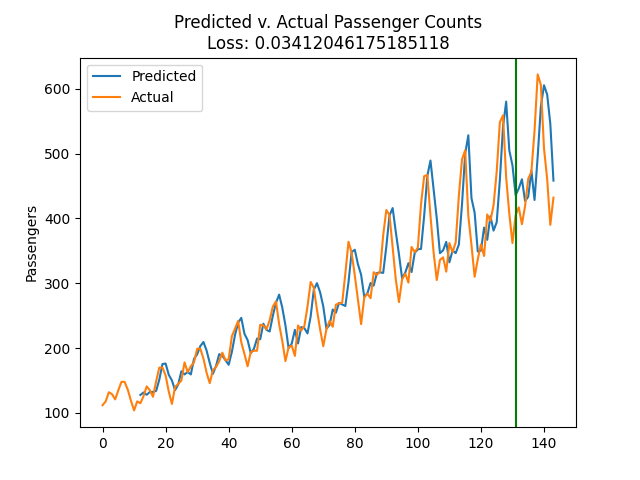 Predicted v. Actual Passenger Counts
Loss: 0.03412046175185118
Predicted
Actual
Passengers
600
500
400
300
200
100
0 20 40 60 80 100 120 140